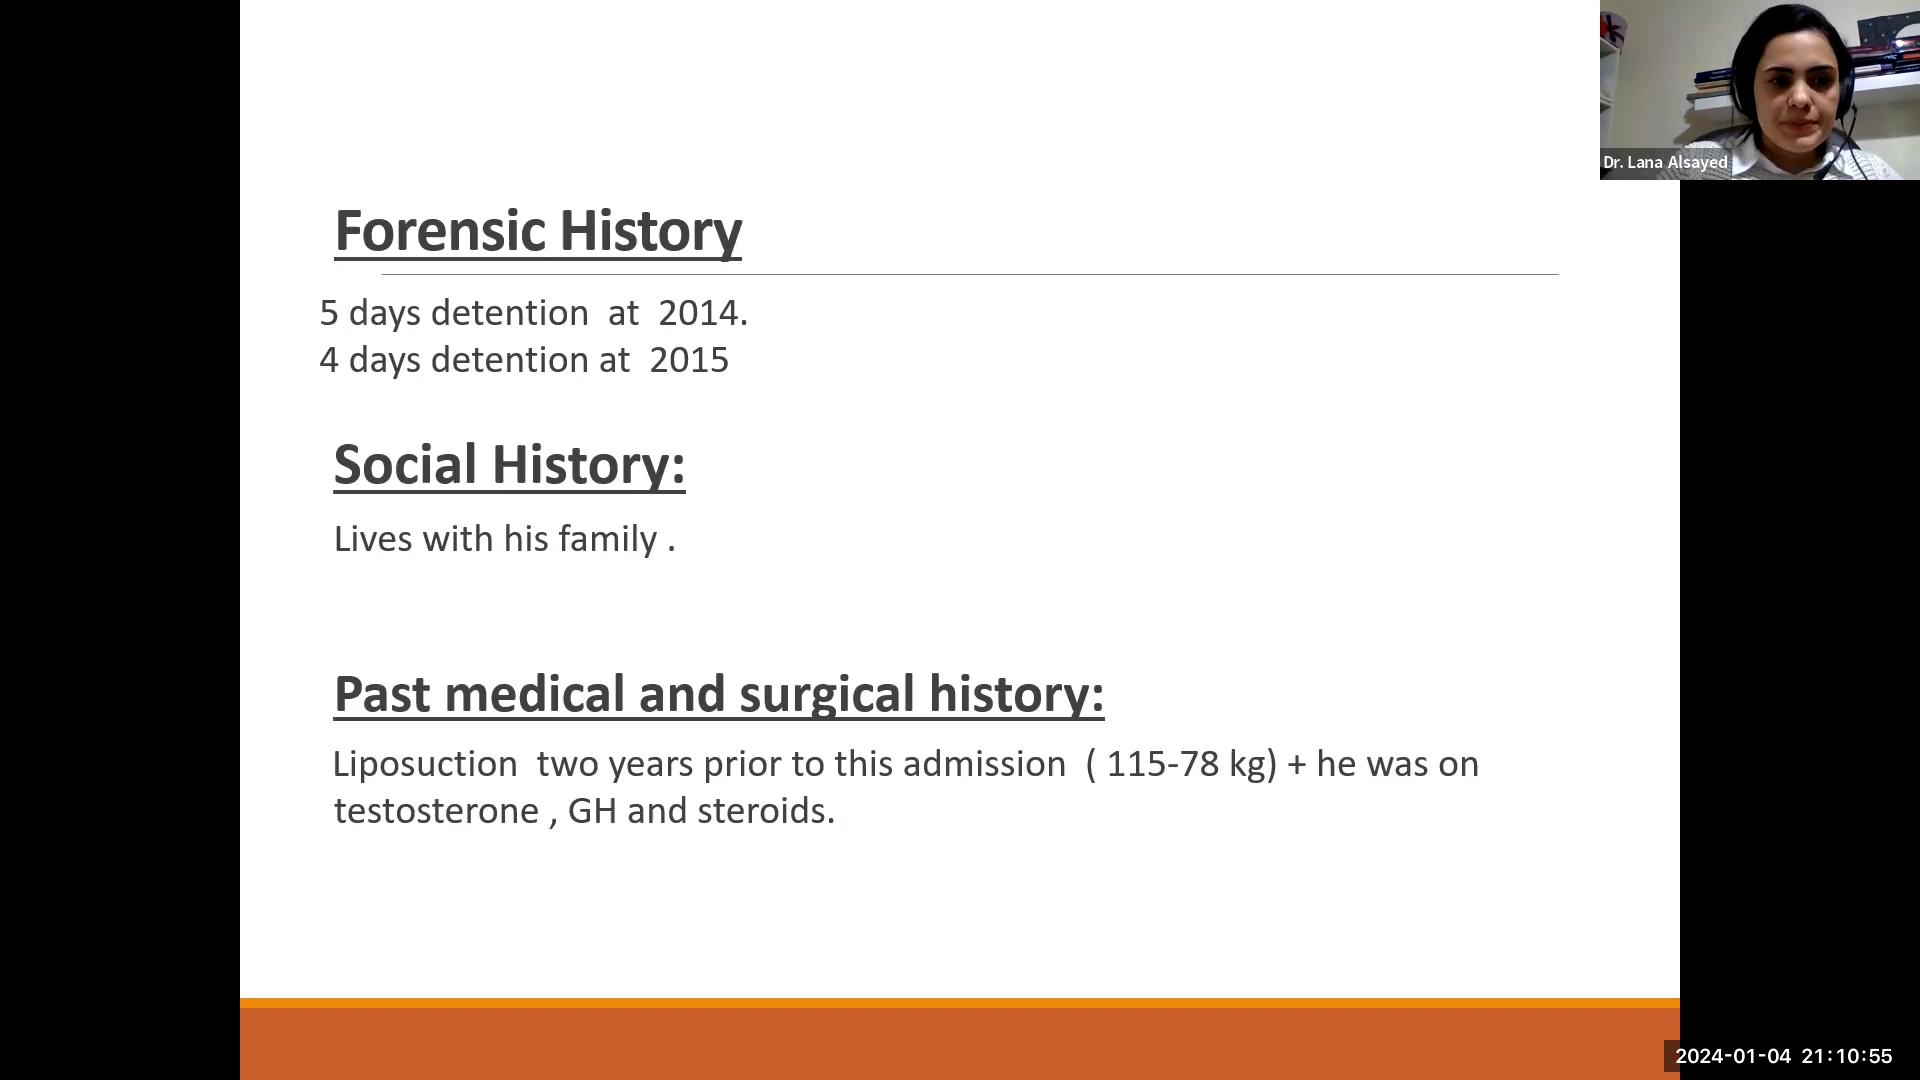 Dr. Lana Alsayed
Forensic History
5 days detention at 2014.
4 days detention at 2015
Social History:
Lives with his family .
Past medical and surgical history:
Liposuction two years prior to this admission ( 115-78 kg) + he was on
testosterone , GH and steroids.
2024-01-04 21:10:55